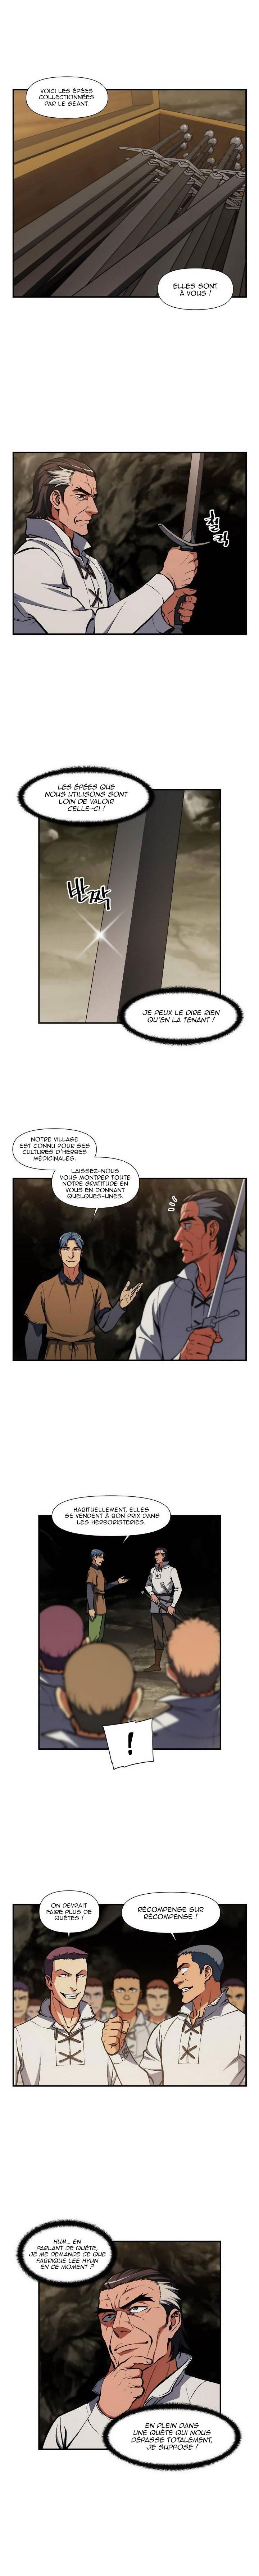 VOICI LES ÉPÉES
COLLECTIONNÉES
PAR LE GÉANT.
ELLES SONT
À VOUS !
철
컥
LES ÉPÉES QUE
NOUS UTILISONS SONT
LOIN DE VALOIR
CELLE-CI !
번쩍
JE PEUX LE DIRE RIEN
QU'EN LA TENANT !
NOTRE VILLAGE
EST CONNU POUR SES
CULTURES D'HERBES
MÉDICINALES.
LAISSEZ-NOUS
VOUS MONTRER TOUTE
NOTRE GRATITUDE EN
VOUS EN DONNANT
QUELQUES-UNES.
HABITUELLEMENT, ELLES
SE VENDENT À BON PRIX DANS
LES HERBORISTERIES.
!
ON DEVRAIT
FAIRE PLUS DE
QUÊTES !
RÉCOMPENSE SUR
RÉCOMPENSE !
HUM... EN
PARLANT DE QUÊTE,
JE ME DEMANDE CE QUE
FABRIQUE LEE HYUN
EN CE MOMENT ?
EN PLEIN DANS
UNE QUÊTE QUI NOUS
DÉPASSE TOTALEMENT,
JE SUPPOSE !